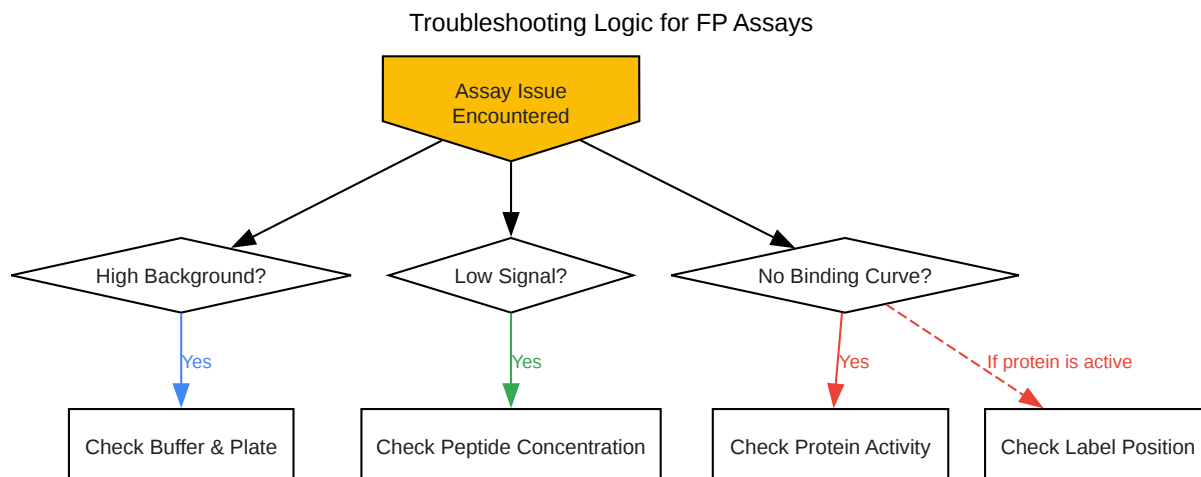 Troubleshooting Logic for FP Assays
Assay Issue
Encountered
High Background?
Low Signal?
No Binding Curve?
Yes
Yes
Yes
If protein is active
Check Buffer & Plate
Check Peptide Concentration
Check Protein Activity
Check Label Position